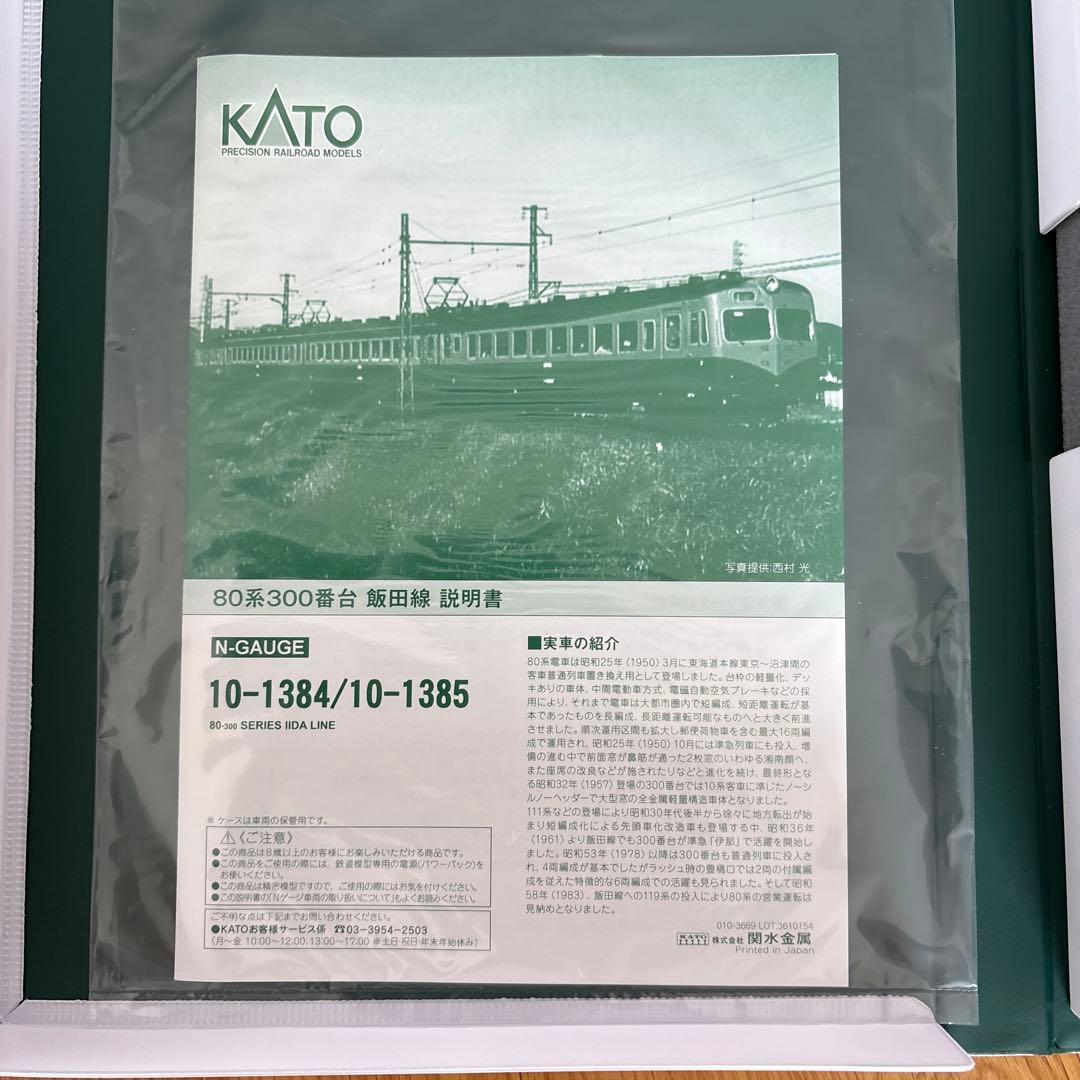 KATO
PRECISION RAILROAD MODELS
写真提供:西村 光
80系300番台 飯田線 説明書
N-GAUGE
10-1384/10-1385
80-300 SERIES IIDA LINE
※ ケースは車両の保管用です。
⚠《ご注意》
●この商品は8歳以上のお客様にお楽しみいただける商品です。
●この商品をご使用の際には、鉄道模型専用の電源(パワーパック)を
お使いください。
●この商品は精密模型ですので、ご使用の際にはお気を付けください。
●この説明書の「Nゲージ車両の取り扱いについて」もよくお読みください。
ご不明な点は下記までお問い合わせください。
●KATOお客様サービス係 ☎03-3954-2503
(月〜金 10:00〜12:00、13:00〜17:00 ※土日・祝日・年末年始休み)
■実車の紹介
80系電車は昭和25年(1950)3月に東海道本線東京〜沼津間の
客車普通列車置き換え用として登場しました。台枠の軽量化、デッ
キありの車体、中間電動車方式、電磁自動空気ブレーキなどの採
用により、それまで電車は大都市圏内で短編成、短距離運転が基
本であったものを長編成、長距離運転可能なものへと大きく前進
させました。順次運用区間も拡大し郵便荷物車を含む最大16両編
成で運用され、昭和25年(1950)10月には準急列車にも投入、増
備の進む中で前面窓が鼻筋が通った2枚窓のいわゆる湘南顔へ、
また座席の改良などが施されたりなどと進化を続け、最終形とな
る昭和32年(1957)登場の300番台では10系客車に準じたノーシ
ルノーヘッダーで大型窓の全金属軽量構造車体となりました。
111系などの登場により昭和30年代後半から徐々に地方転出が始
まり短編成化による先頭車化改造車も登場する中、昭和36年
(1961)より飯田線でも300番台が準急「伊那」で活躍を開始し
ました。昭和53年(1978)以降は300番台も普通列車に投入さ
れ、4両編成が基本でしたがラッシュ時の豊橋口では2両の付属編
成を従えた特徴的な6両編成での活躍も見られました。そして昭和
58年(1983)、飯田線への119系の投入により80系の営業運転は
見納めとなりました。
010-3669 LOT:3610154
KATO 株式会社 関水金属
Printed in Japan